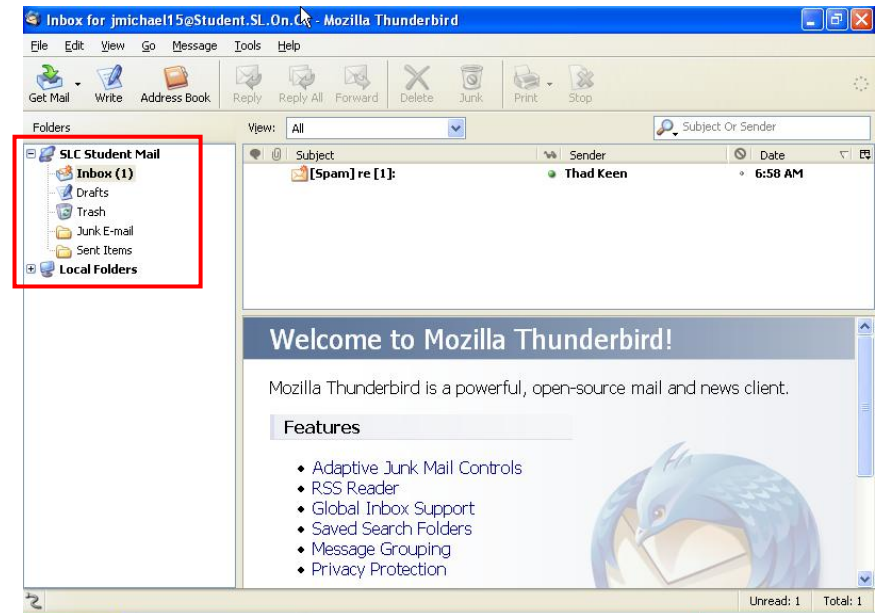 Inbox for jmichael15@Student.SL.On.Ca - Mozilla Thunderbird
File Edit View Go Message Tools Help
Get Mail Write Address Book Reply Reply All Forward Delete Junk Print Stop
Folders View: All Subject Or Sender
SLC Student Mail Subject Sender Date
Inbox (1) [Spam] re [1]: Thad Keen 6:58 AM
Drafts
Trash
Junk E-mail
Sent Items
Local Folders
Welcome to Mozilla Thunderbird!
Mozilla Thunderbird is a powerful, open-source mail and news client.
Features
• Adaptive Junk Mail Controls
• RSS Reader
• Global Inbox Support
• Saved Search Folders
• Message Grouping
• Privacy Protection
Unread: 1 Total: 1